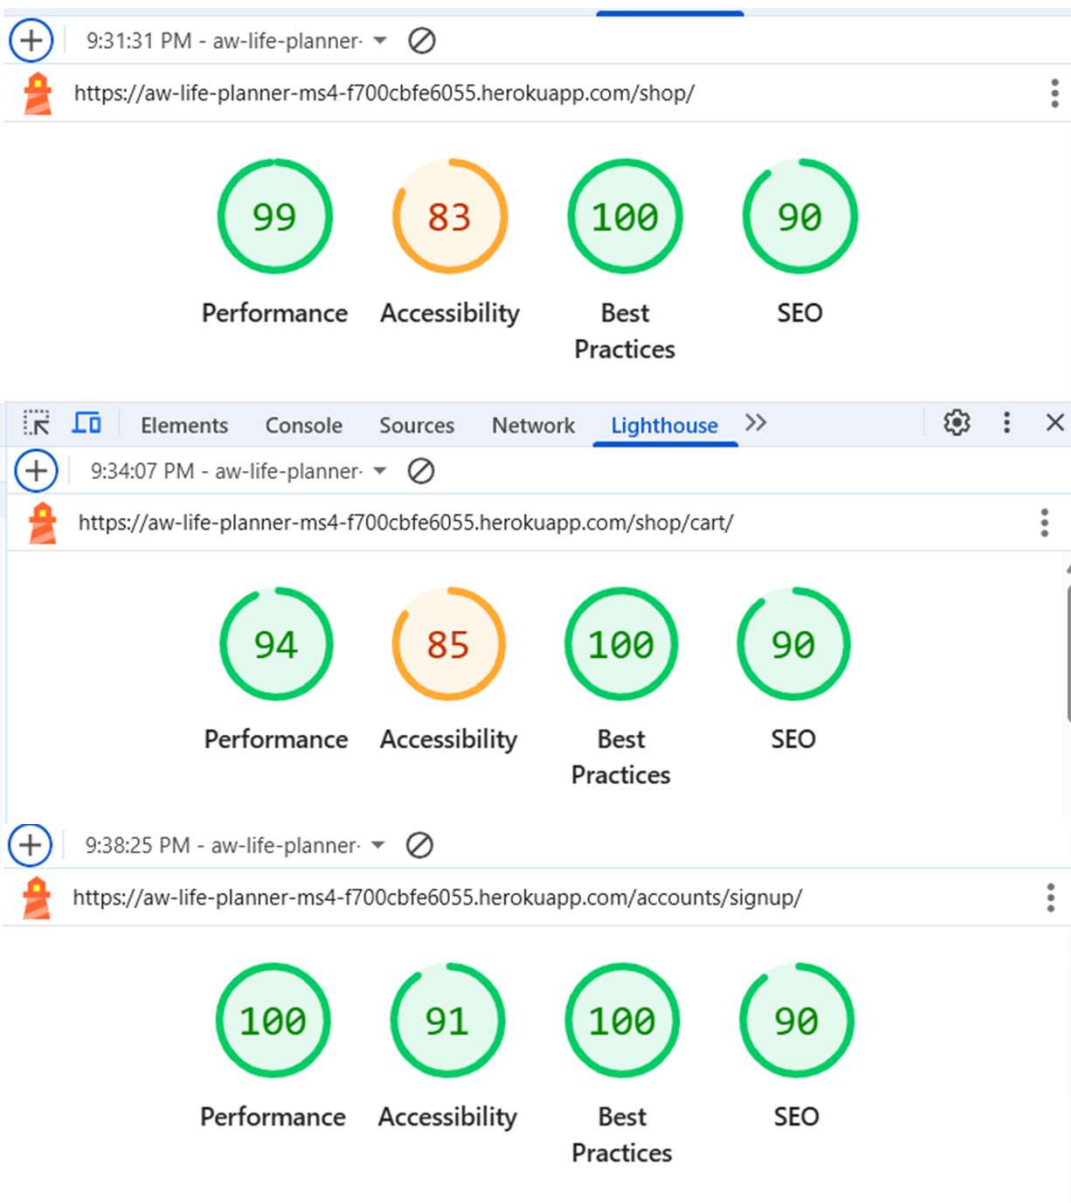 9:31:31 PM - aw-life-planner-
https://aw-life-planner-ms4-f700cbfe6055.herokuapp.com/shop/
99 83 100 90
Performance Accessibility Best Practices SEO
Elements Console Sources Network Lighthouse
9:34:07 PM - aw-life-planner-
https://aw-life-planner-ms4-f700cbfe6055.herokuapp.com/shop/cart/
94 85 100 90
Performance Accessibility Best Practices SEO
9:38:25 PM - aw-life-planner-
https://aw-life-planner-ms4-f700cbfe6055.herokuapp.com/accounts/signup/
100 91 100 90
Performance Accessibility Best Practices SEO